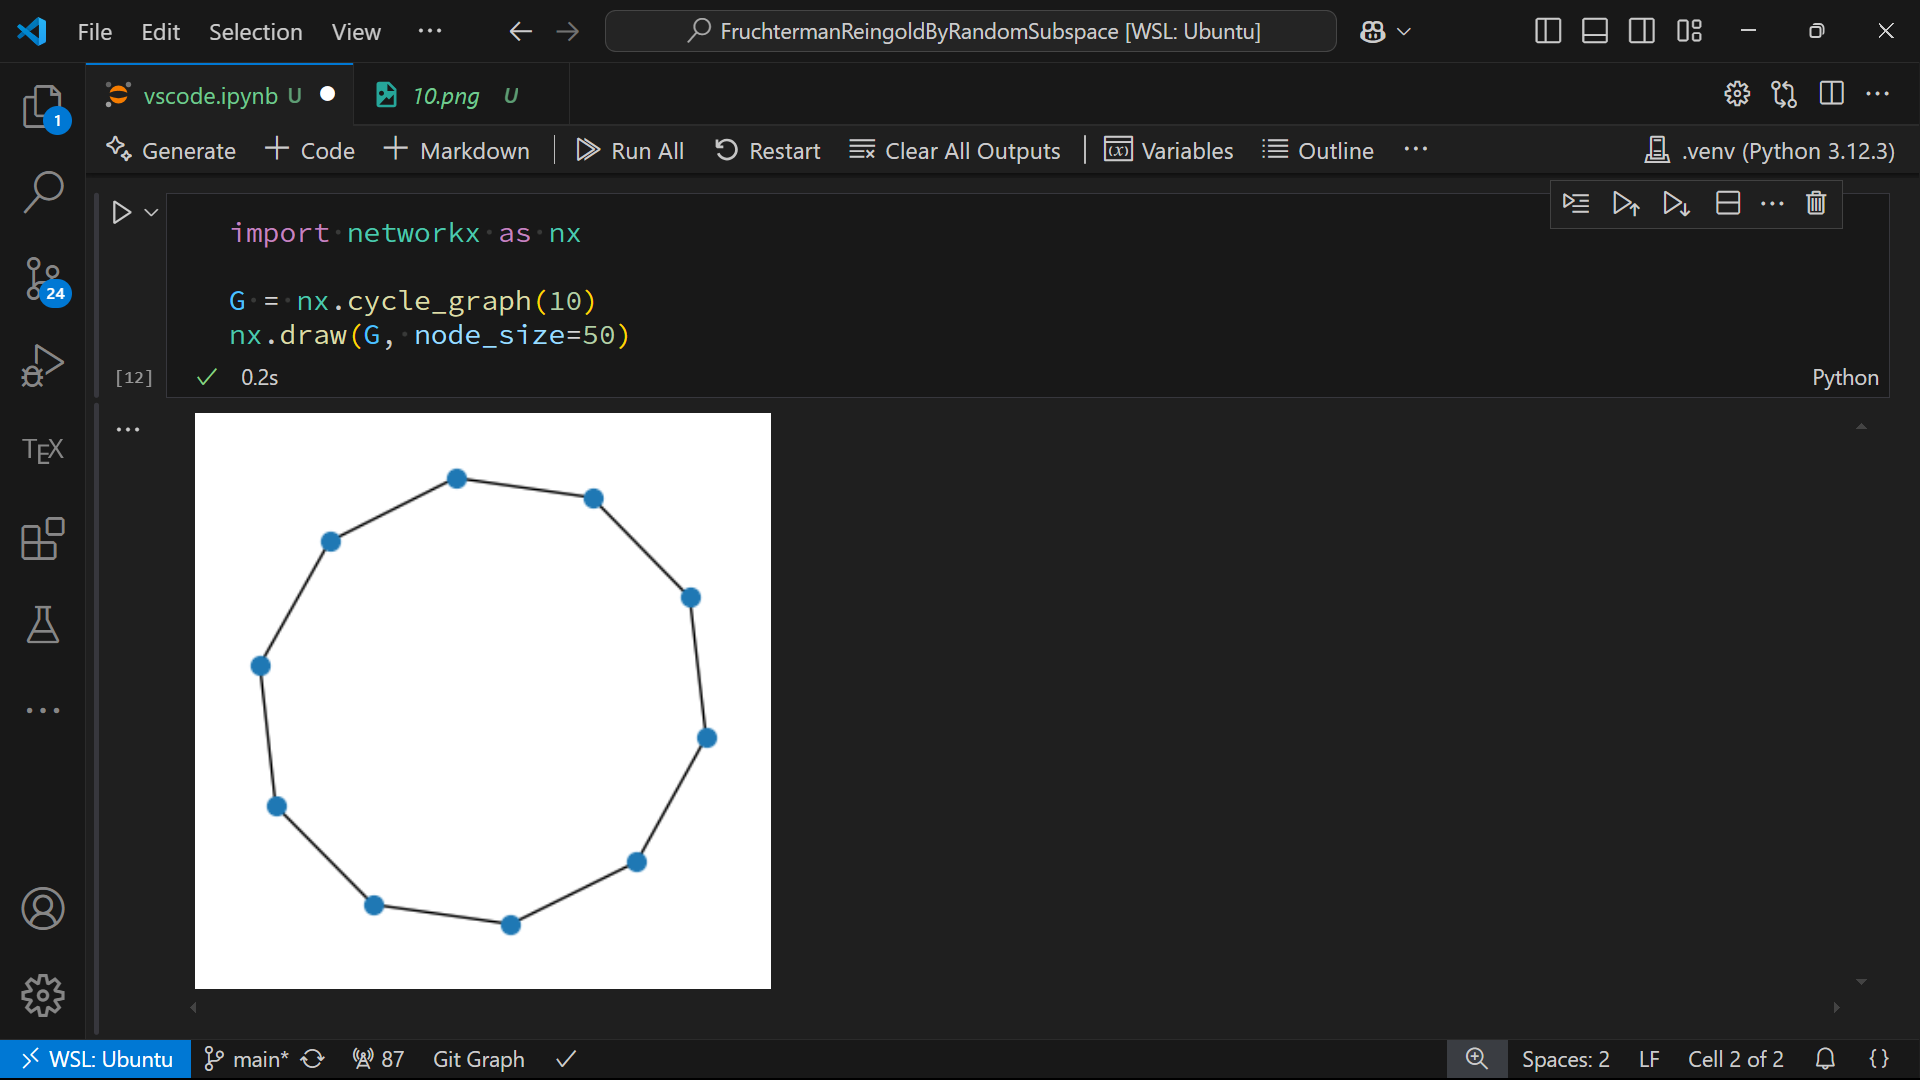 File Edit Selection View ··· FruchtermanReingoldByRandomSubspace [WSL: Ubuntu]
vscode.ipynb U 10.png U
Generate + Code + Markdown Run All Restart Clear All Outputs Variables Outline ··· .venv (Python 3.12.3)
1
import networkx as nx
G = nx.cycle_graph(10)
24
nx.draw(G, node_size=50)
[12] 0.2s Python
TEX
WSL: Ubuntu main* 87 Git Graph Spaces: 2 LF Cell 2 of 2 {}